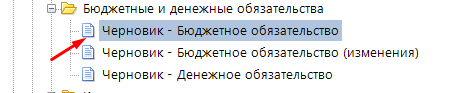 Бюджетные и денежные обязательства
Черновик - Бюджетное обязательство
Черновик - Бюджетное обязательство (изменения)
Черновик - Денежное обязательство